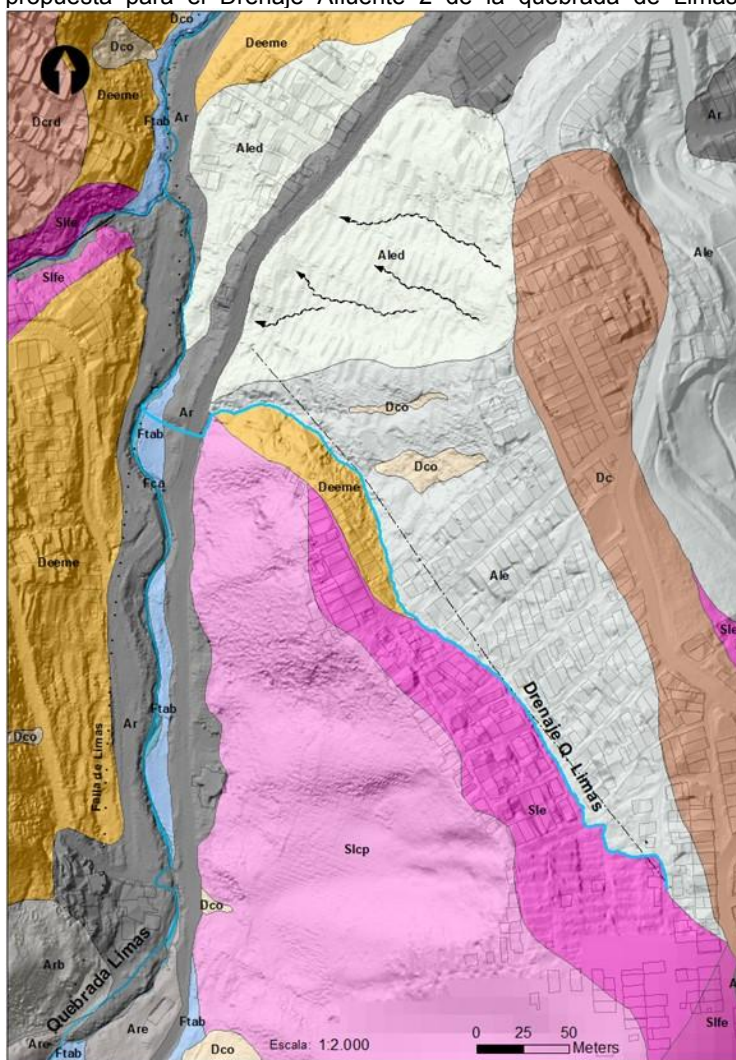 propuesta para el Drenaje Afluente 2 de la quebrada de Limas
Dco
Deeme
Dco
Deeme
Ar
Ftab
Dcrd
Aled
Ar
Slfe
Aled
Ale
Slfe
Dco
Ar
Ftab
Dco
Fca
Deeme
Dc
Deeme
Ale
Sle
Ftab
Ar
Drenaje Q. Limas
Dco
Falla de Limas
Sle
Slcp
Dco
Arb
Quebrada Limas
Are
Are
Ftab
Slfe
Ftab
Dco
Escala: 1:2.000
0 25 50
Meters